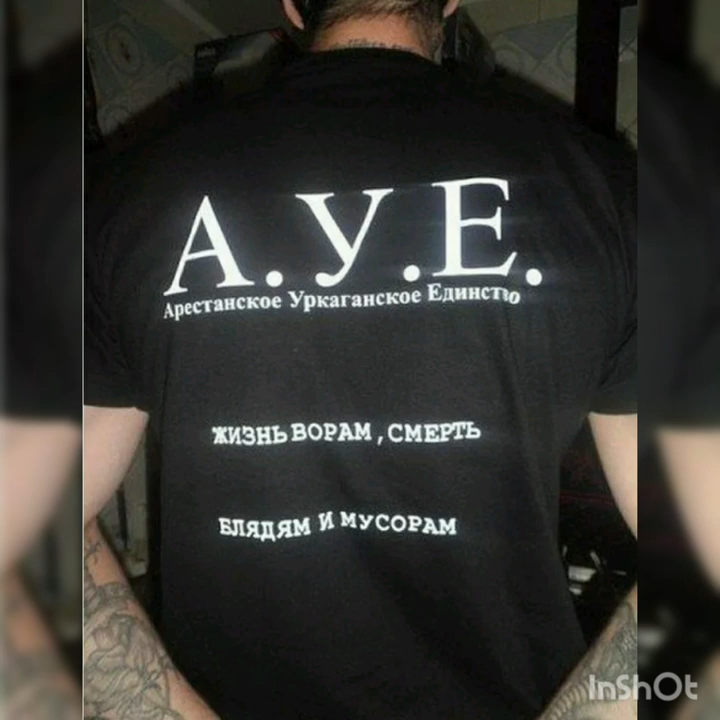 А.У.Е.
Арестанское Уркаганское Единство
ЖИЗНЬ ВОРАМ, СМЕРТЬ
БЛЯДЯМ И МУСОРАМ
InShOt